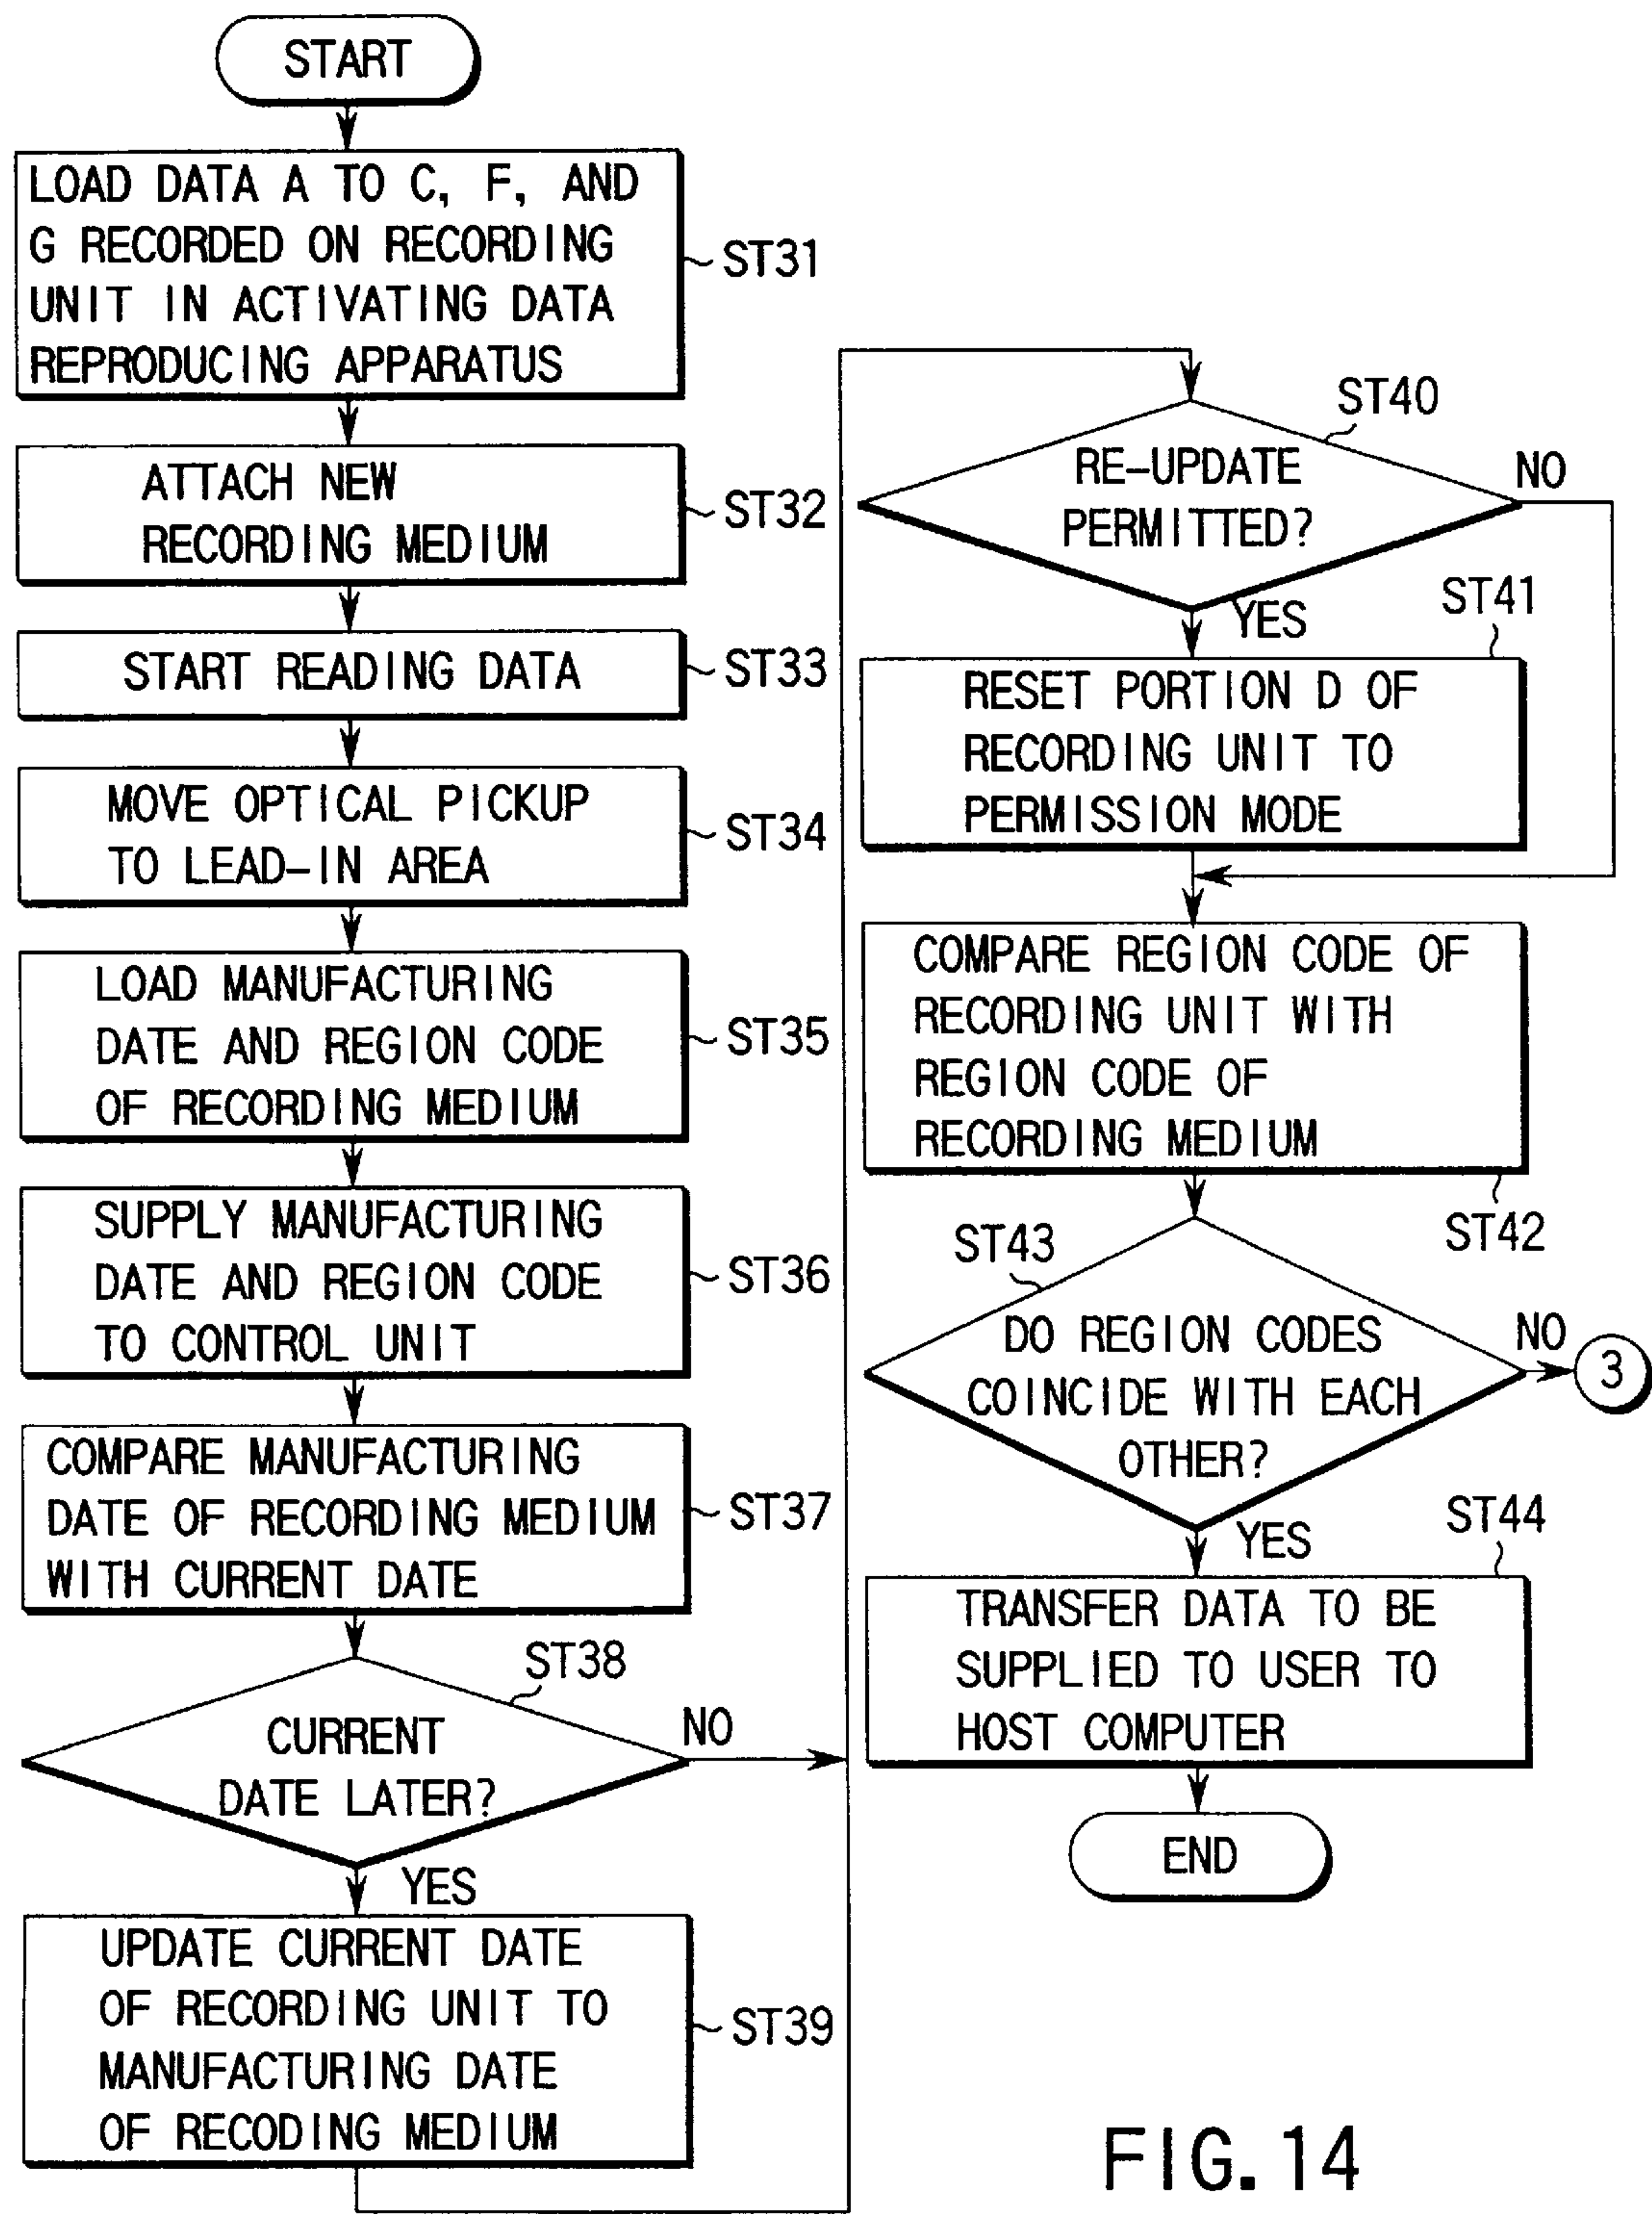 START
LOAD DATA A TO C, F, AND
G RECORDED ON RECORDING
UNIT IN ACTIVATING DATA
REPRODUCING APPARATUS
ST31
ATTACH NEW
RECORDING MEDIUM
ST32
START READING DATA
ST33
MOVE OPTICAL PICKUP
TO LEAD-IN AREA
ST34
LOAD MANUFACTURING
DATE AND REGION CODE
OF RECORDING MEDIUM
ST35
SUPPLY MANUFACTURING
DATE AND REGION CODE
TO CONTROL UNIT
ST36
COMPARE MANUFACTURING
DATE OF RECORDING MEDIUM
WITH CURRENT DATE
ST37
ST38
CURRENT
DATE LATER?
NO
YES
UPDATE CURRENT DATE
OF RECORDING UNIT TO
MANUFACTURING DATE
OF RECODING MEDIUM
ST39
ST40
RE-UPDATE
PERMITTED?
NO
YES
ST41
RESET PORTION D OF
RECORDING UNIT TO
PERMISSION MODE
COMPARE REGION CODE OF
RECORDING UNIT WITH
REGION CODE OF
RECORDING MEDIUM
ST42
ST43
DO REGION CODES
COINCIDE WITH EACH
OTHER?
NO
3
YES
ST44
TRANSFER DATA TO BE
SUPPLIED TO USER TO
HOST COMPUTER
END
FIG. 14